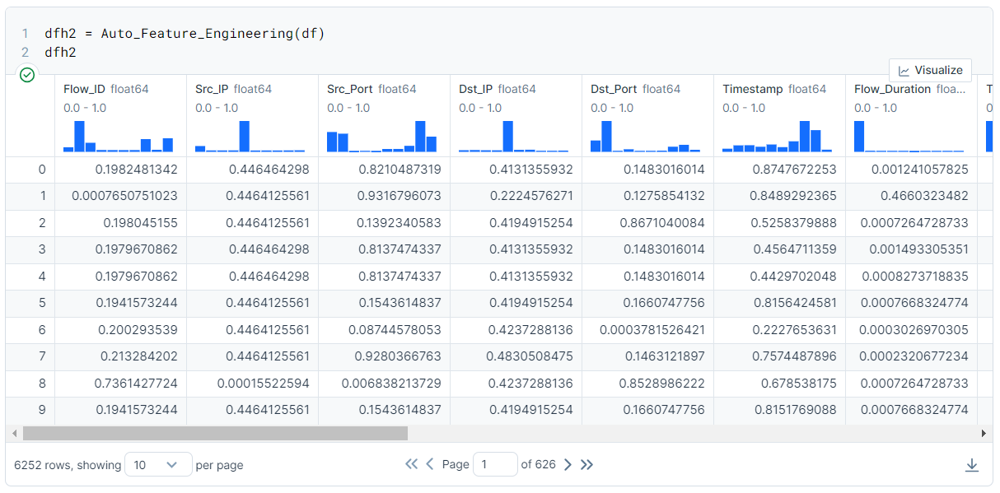 1 dfh2 = Auto_Feature_Engineering(df)
2 dfh2
Visualize
Flow_ID float64 Src_IP float64 Src_Port float64 Dst_IP float64 Dst_Port float64 Timestamp float64 Flow_Duration floa... T
0.0 - 1.0 0.0 - 1.0 0.0 - 1.0 0.0 - 1.0 0.0 - 1.0 0.0 - 1.0 0.0 - 1.0 0
0 0.1982481342 0.446464298 0.8210487319 0.4131355932 0.1483016014 0.8747672253 0.001241057825
1 0.0007650751023 0.4464125561 0.9316796073 0.2224576271 0.1275854132 0.8489292365 0.4660323482
2 0.198045155 0.4464125561 0.1392340583 0.4194915254 0.8671040084 0.5258379888 0.0007264728733
3 0.1979670862 0.446464298 0.8137474337 0.4131355932 0.1483016014 0.4564711359 0.001493305351
4 0.1979670862 0.446464298 0.8137474337 0.4131355932 0.1483016014 0.4429702048 0.0008273718835
5 0.1941573244 0.4464125561 0.1543614837 0.4194915254 0.1660747756 0.8156424581 0.0007668324774
6 0.200293539 0.4464125561 0.08744578053 0.4237288136 0.0003781526421 0.2227653631 0.0003026970305
7 0.213284202 0.4464125561 0.9280366763 0.4830508475 0.1463121897 0.7574487896 0.0002320677234
8 0.7361427724 0.00015522594 0.006838213729 0.4237288136 0.8528986222 0.678538175 0.0007264728733
9 0.1941573244 0.4464125561 0.1543614837 0.4194915254 0.1660747756 0.8151769088 0.0007668324774
6252 rows, showing 10 per page Page 1 of 626